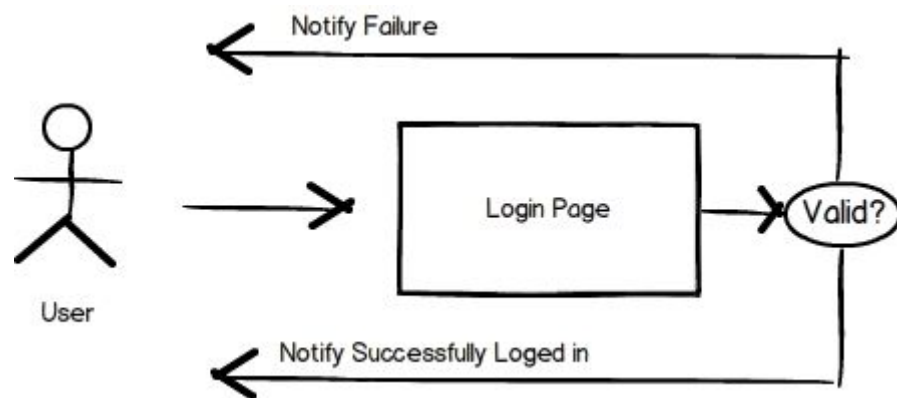 Notify Failure
Login Page
Valid?
User
Notify Successfully Loged in